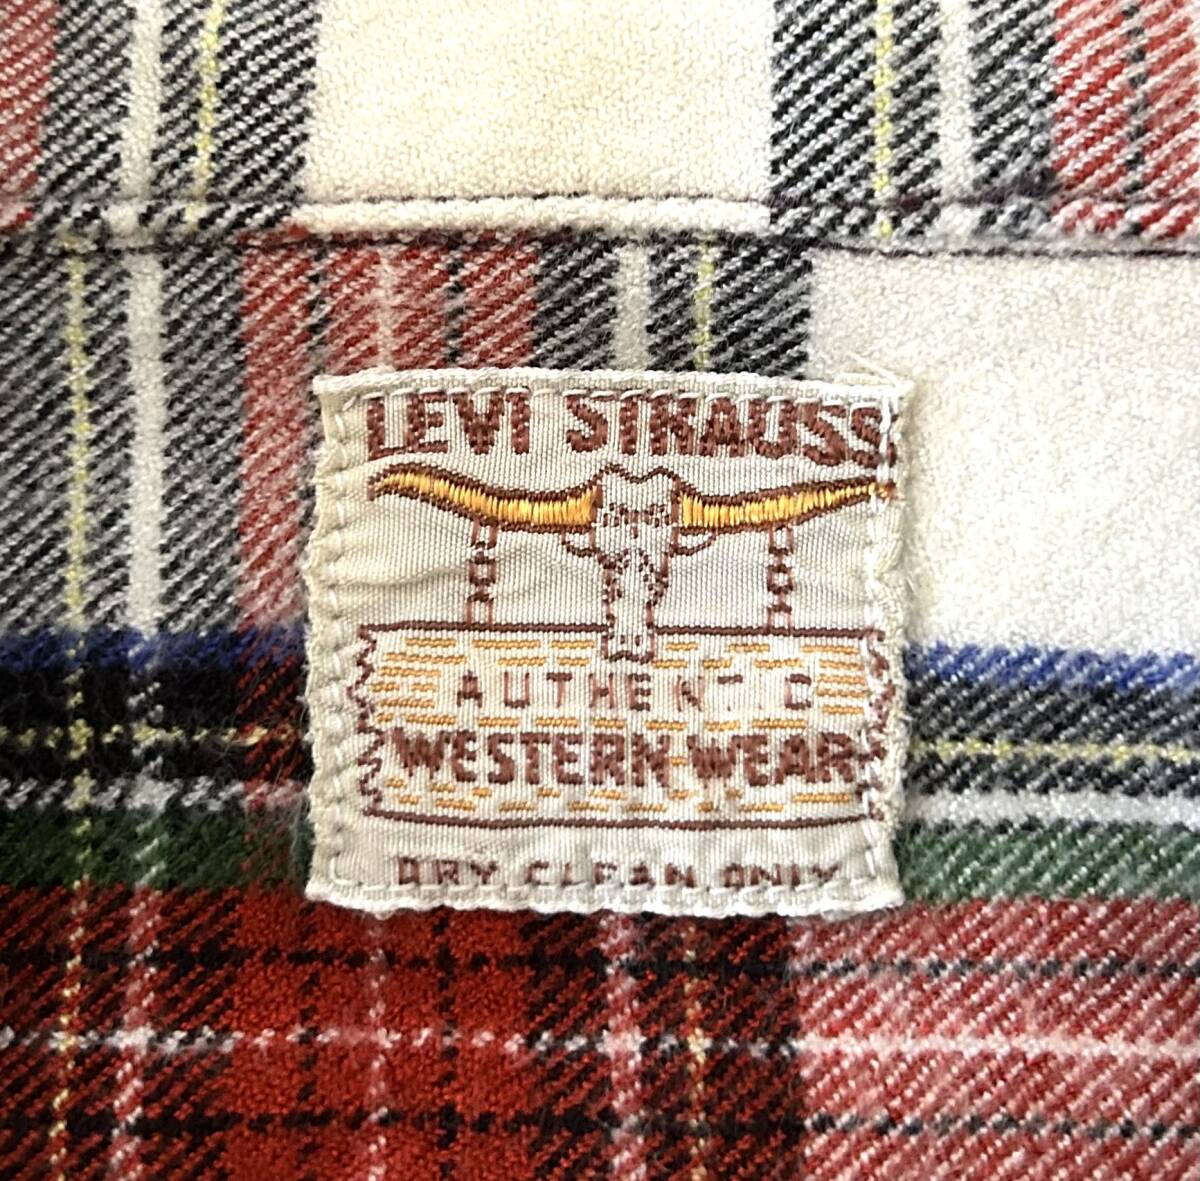 LEVI STRAUSS
AUTHENTIC
WESTERN WEAR
DRY CLEAN ONLY